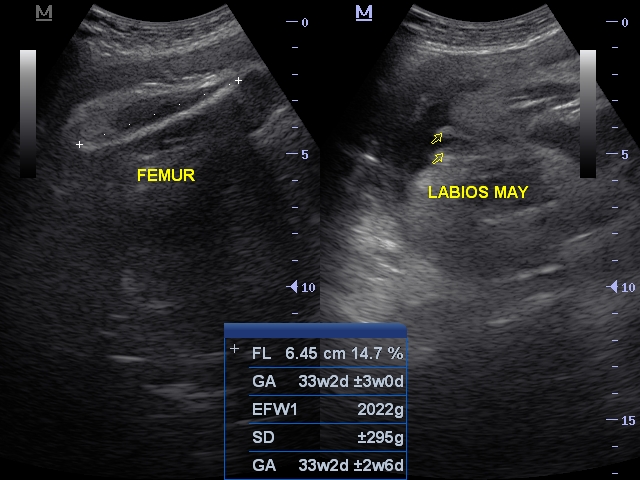 M
M
0
0
5
5
10
10
15
FEMUR
LABIOS MAY
FL 6.45 cm 14.7 %
GA 33w2d ±3w0d
EFW1 2022g
SD ±295g
GA 33w2d ±2w6d